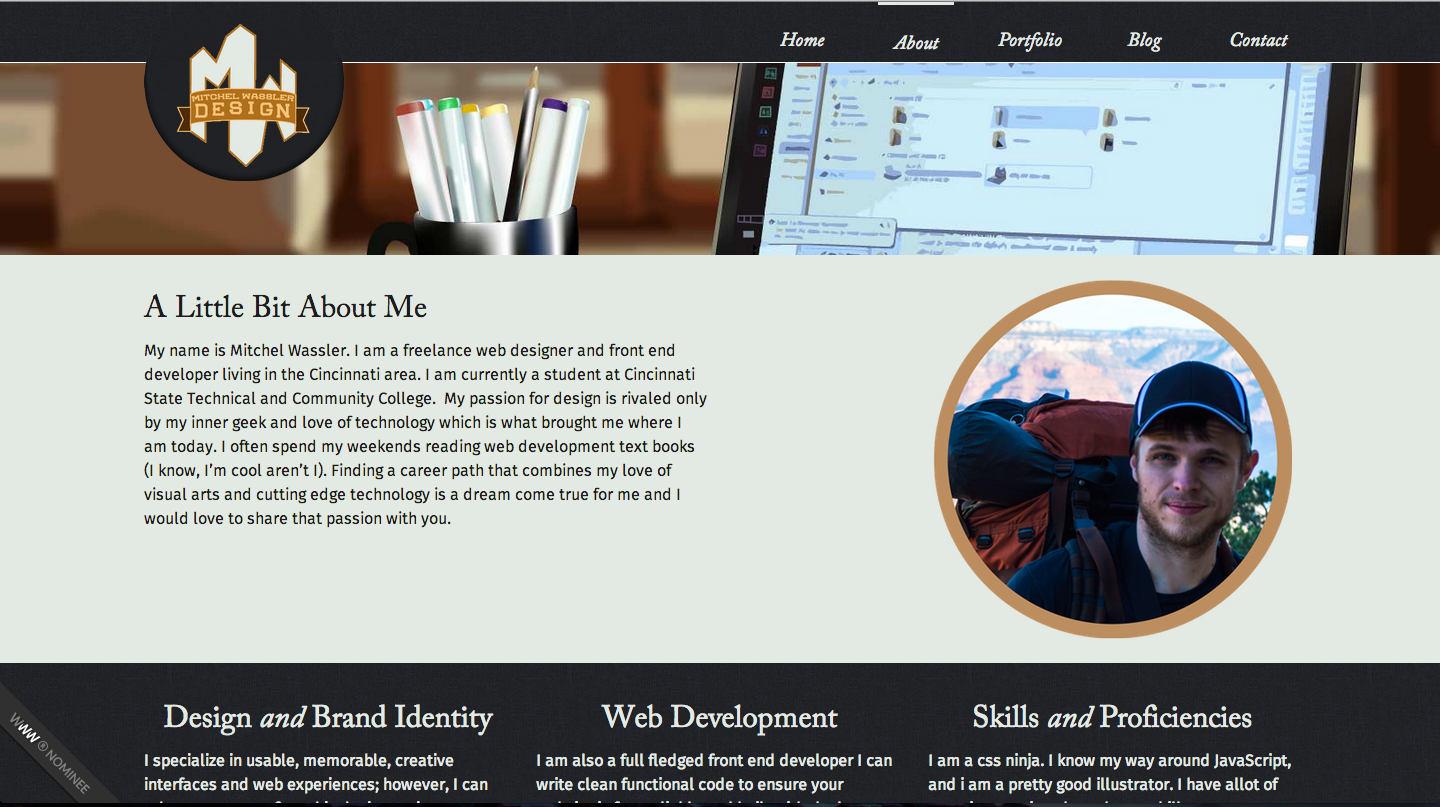 Home About Portfolio Blog Contact
MITCHEL WASSLER
DESIGN
A Little Bit About Me
My name is Mitchel Wassler. I am a freelance web designer and front end
developer living in the Cincinnati area. I am currently a student at Cincinnati
State Technical and Community College.  My passion for design is rivaled only
by my inner geek and love of technology which is what brought me where I
am today. I often spend my weekends reading web development text books
(I know, I'm cool aren't I). Finding a career path that combines my love of
visual arts and cutting edge technology is a dream come true for me and I
would love to share that passion with you.
Design and Brand Identity
I specialize in usable, memorable, creative
interfaces and web experiences; however, I can
Web Development
I am also a full fledged front end developer I can
write clean functional code to ensure your
Skills and Proficiencies
I am a css ninja. I know my way around JavaScript,
and i am a pretty good illustrator. I have allot of
WWW ® NOMINEE